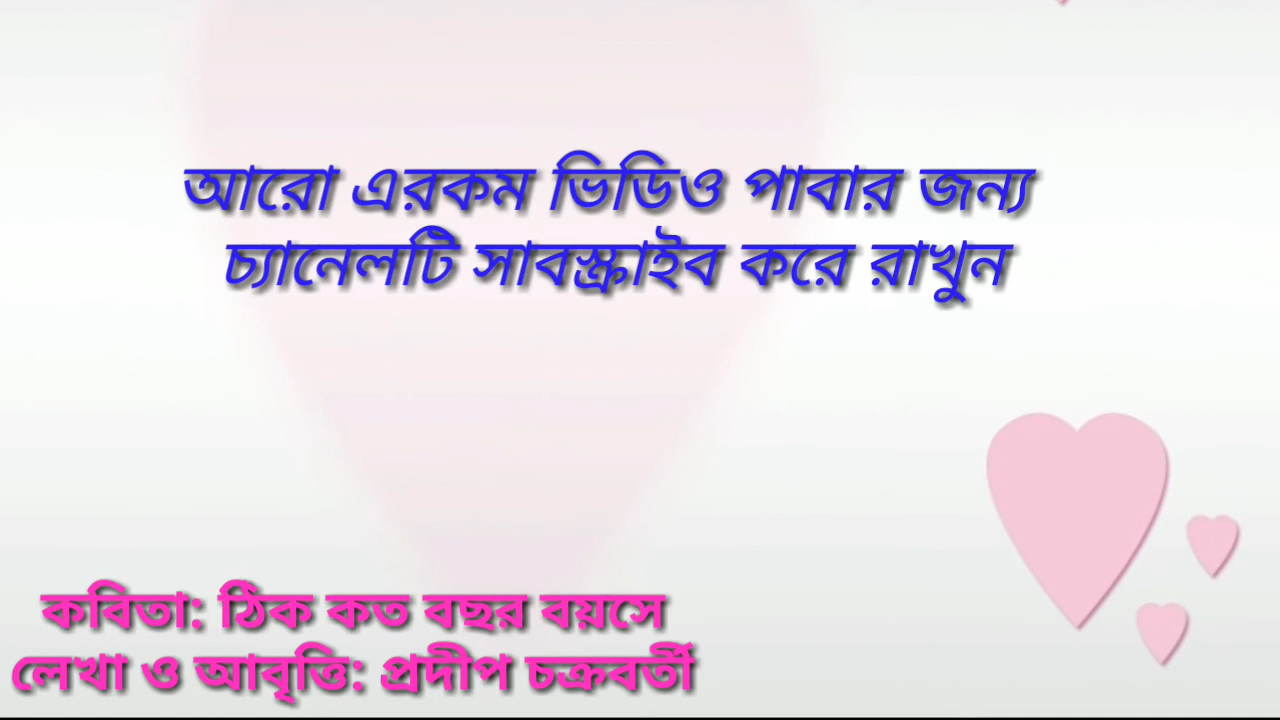 আরো এরকম ভিডিও পাবার জন্য
চ্যানেলটি সাবস্ক্রাইব করে রাখুন
কবিতা: ঠিক কত বছর বয়সে
লেখা ও আবৃত্তি: প্রদীপ চক্রবর্তী